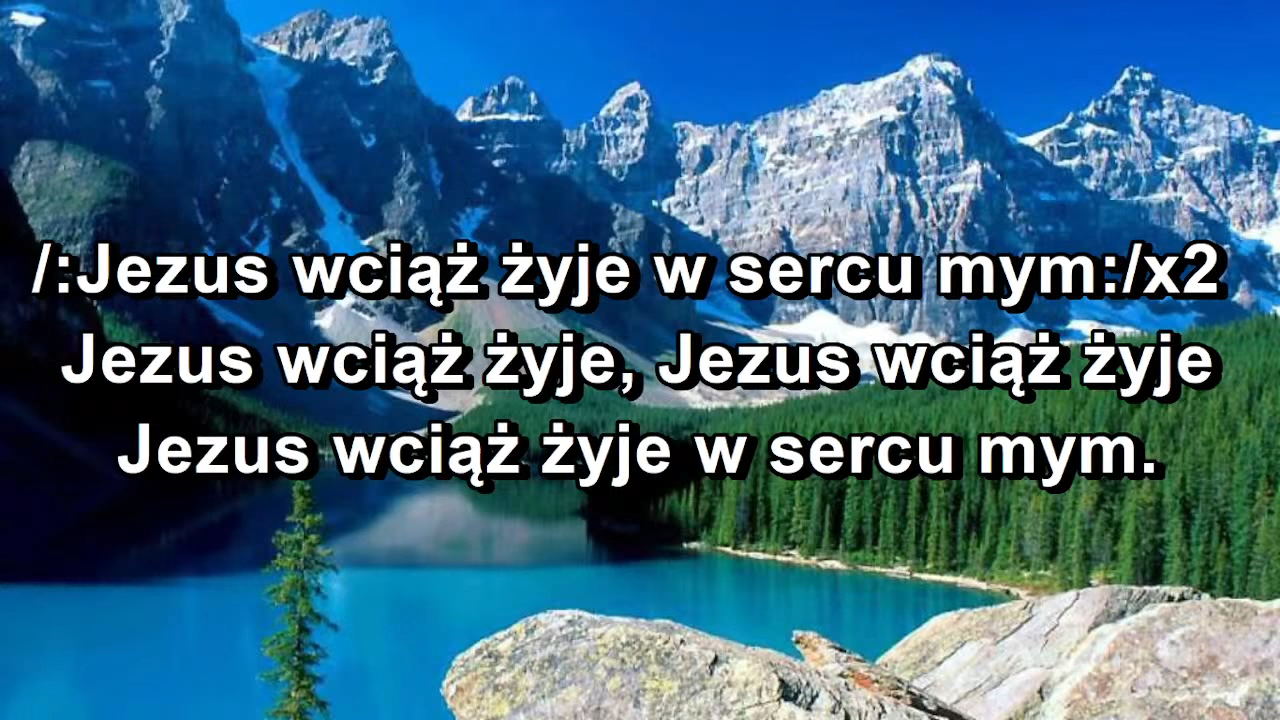 /:Jezus wciąż żyje w sercu mym:/x2
Jezus wciąż żyje, Jezus wciąż żyje
Jezus wciąż żyje w sercu mym.